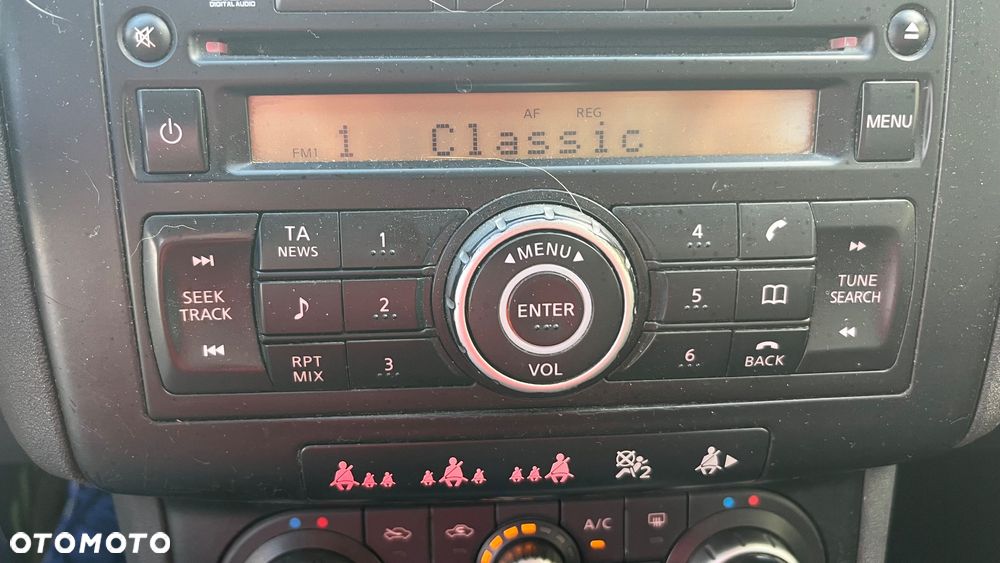 DIGITAL AUDIO
AF REG
FM1 1 Classic
MENU
TA
NEWS
1
◄MENU►
4
SEEK
TRACK
2
ENTER
5
TUNE
SEARCH
RPT
MIX
3
VOL
6
BACK
2
A/C
OTOMOTO